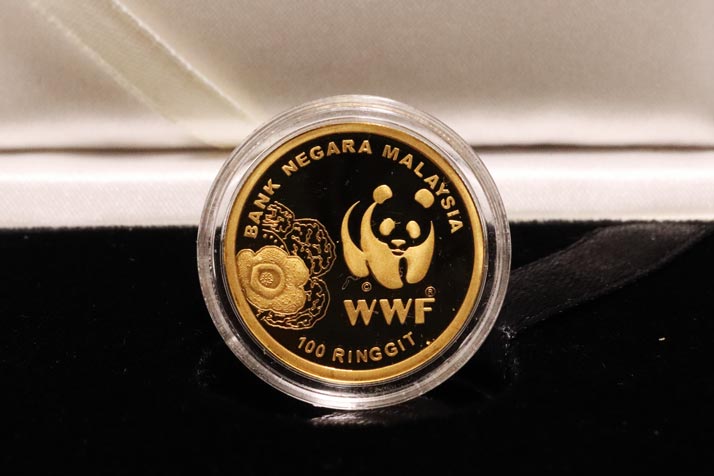 BANK NEGARA MALAYSIA
© ®
WWF
100 RINGGIT